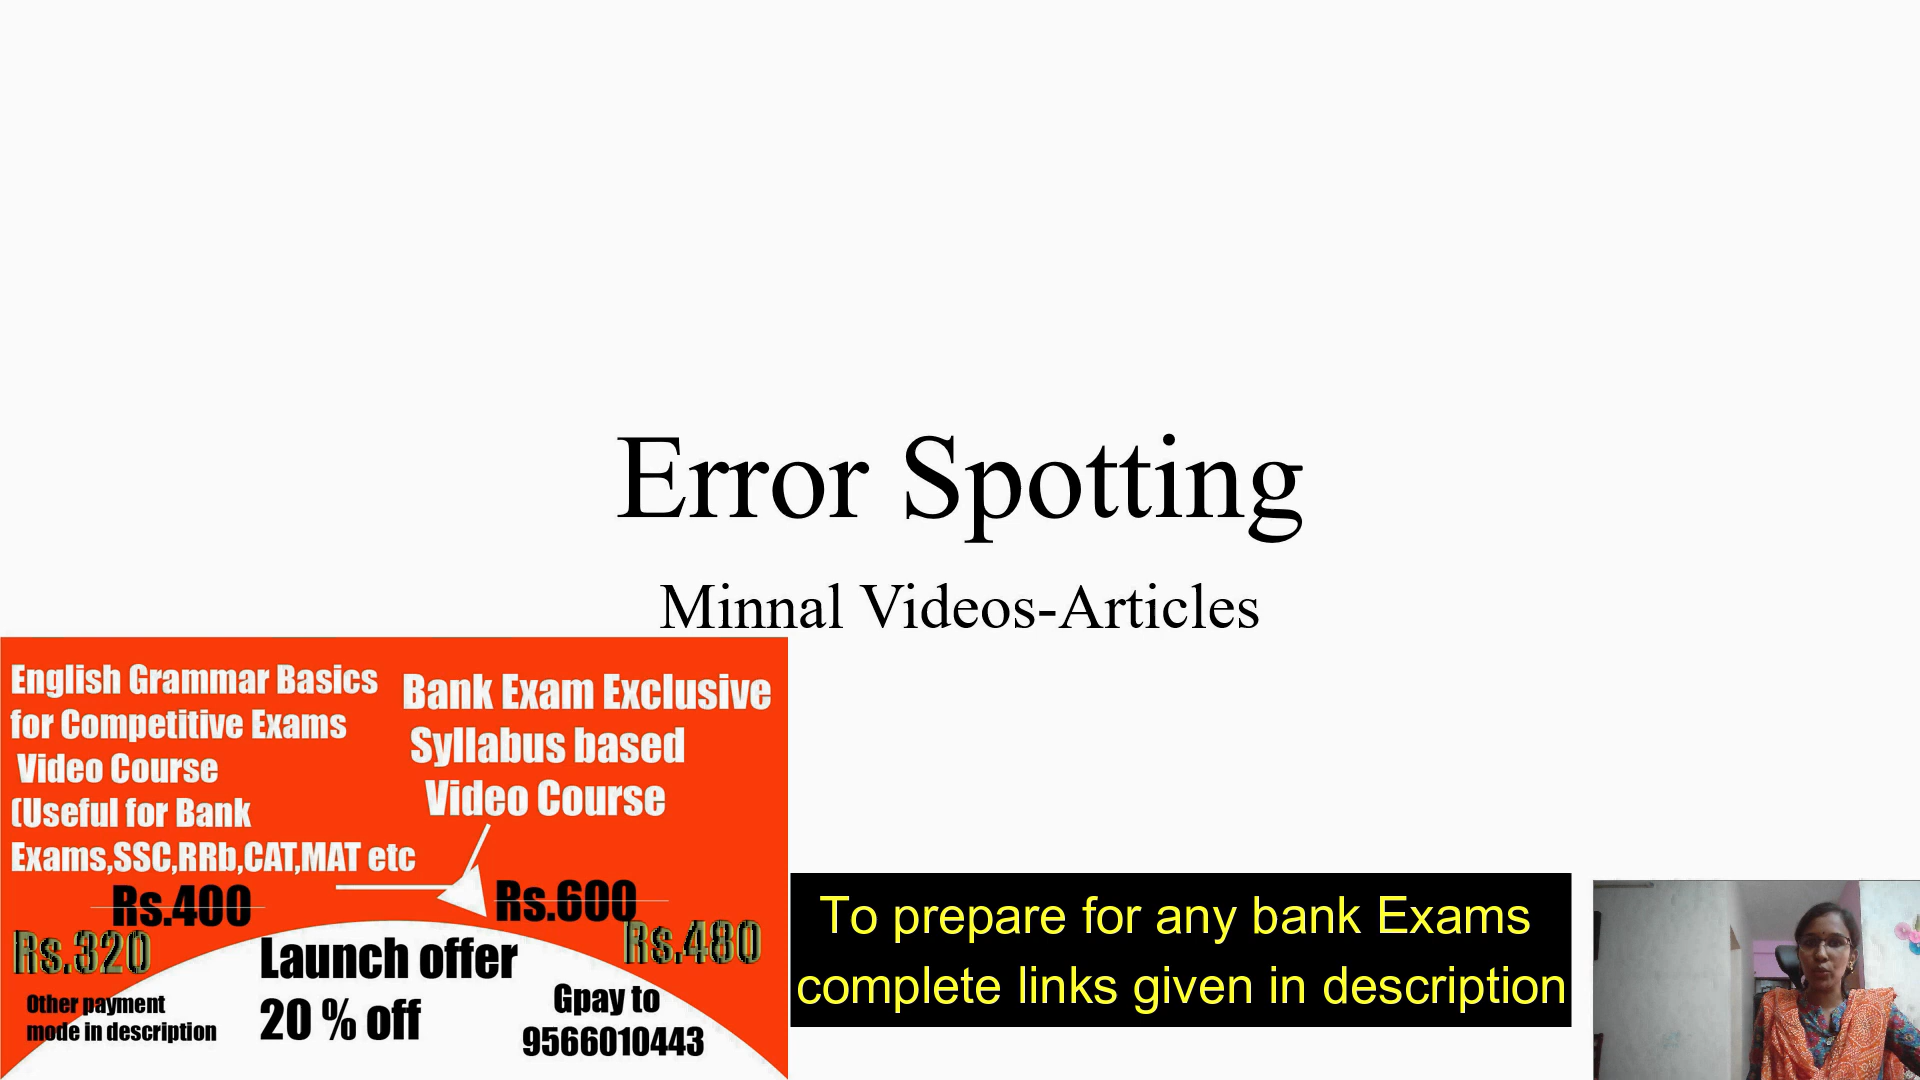 Error Spotting
Minnal Videos-Articles
English Grammar Basics
for Competitive Exams
Video Course
(Useful for Bank
Exams,SSC,RRb,CAT,MAT etc
Rs.400
Rs.320
Bank Exam Exclusive
Syllabus based
Video Course
Rs.600
Rs.480
Launch offer
20 % off
Other payment
mode in description
Gpay to
9566010443
To prepare for any bank Exams
complete links given in description